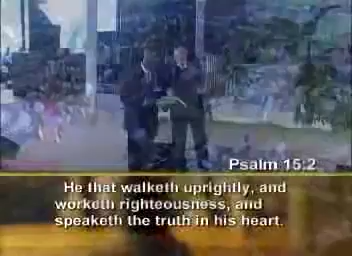 Psalm 15:2
He that walketh uprightly, and
worketh righteousness, and
speaketh the truth in his heart.